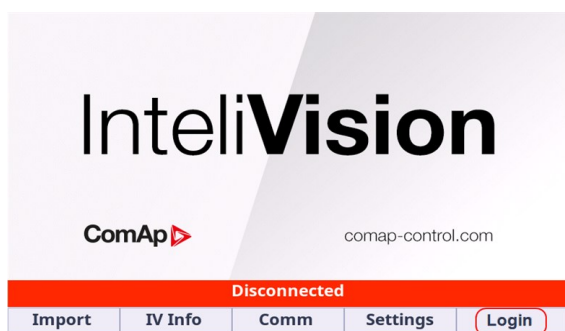 InteliVision
ComAp comap-control.com
Disconnected
Import IV Info Comm Settings Login